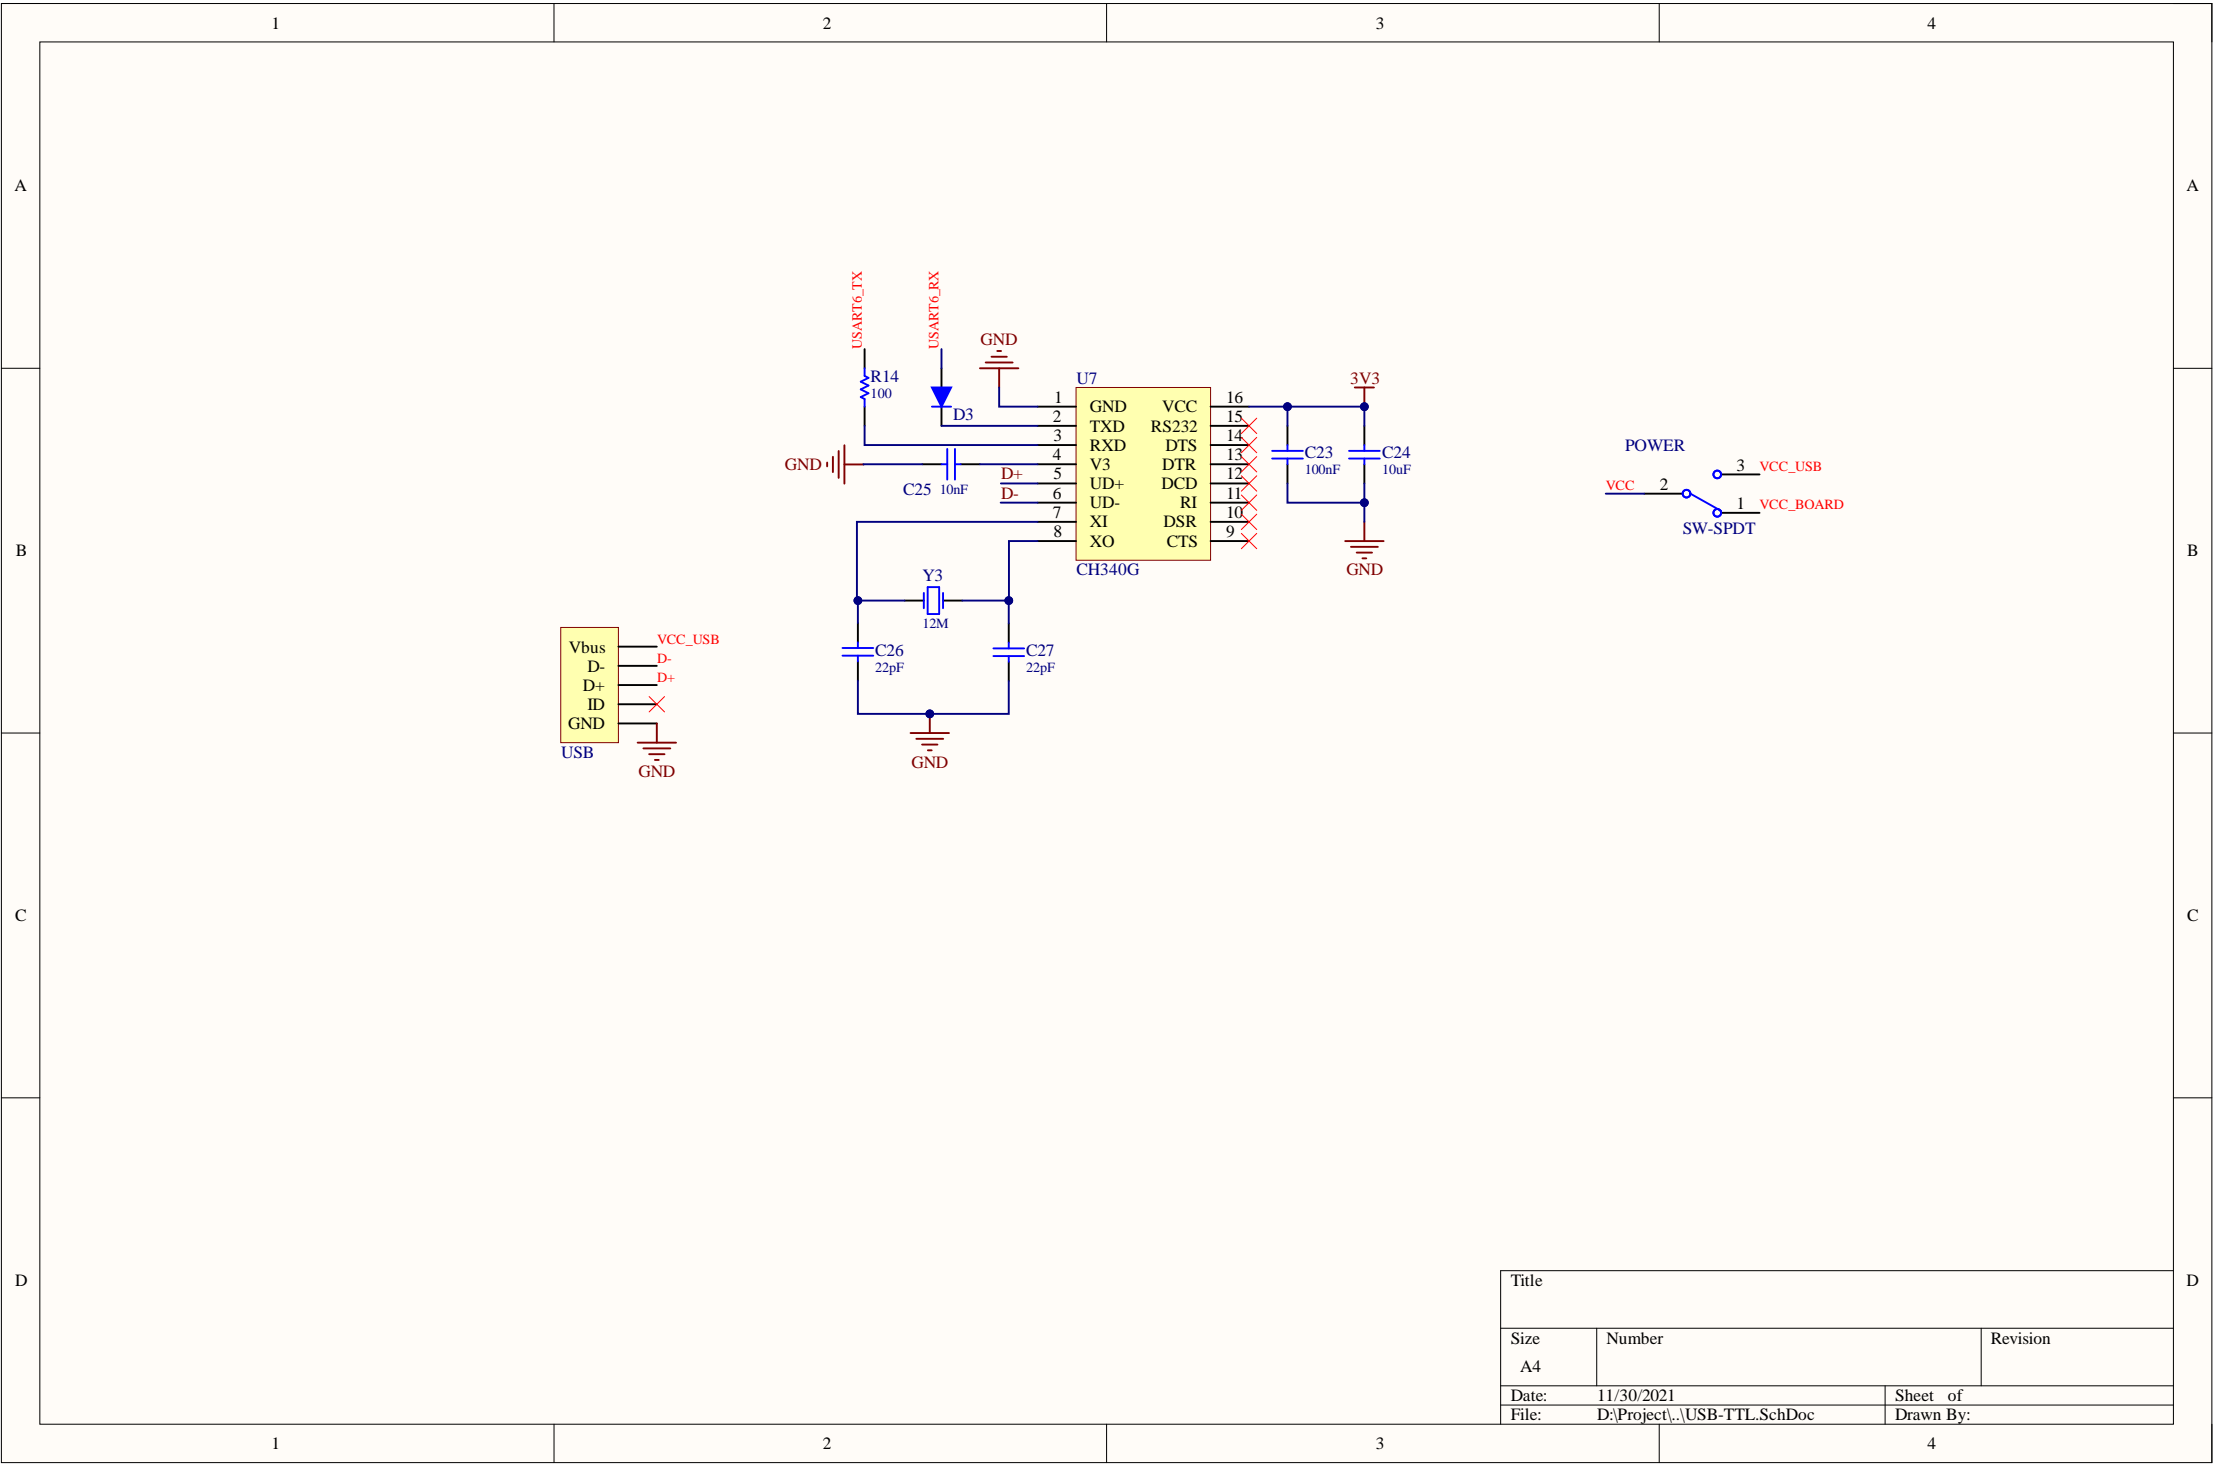 1 2 3 4
A A
USART6_TX
USART6_RX
GND
R14
100
D3
U7
1 GND VCC 16
2 TXD RS232 15
3 RXD DTS 14
4 V3 DTR 13
5 UD+ DCD 12
6 UD- RI 11
7 XI DSR 10
8 XO CTS 9
CH340G
GND
C25 10nF
D+
D-
3V3
C23
100nF
C24
10uF
GND
POWER
VCC 2
3 VCC_USB
1 VCC_BOARD
SW-SPDT
B B
Y3
12M
C26
22pF
C27
22pF
GND
Vbus VCC_USB
D- D-
D+ D+
ID
GND
USB
GND
C C
D D
Title
Size Number Revision
A4
Date: 11/30/2021 Sheet of
File: D:\Project\..\USB-TTL.SchDoc Drawn By:
1 2 3 4